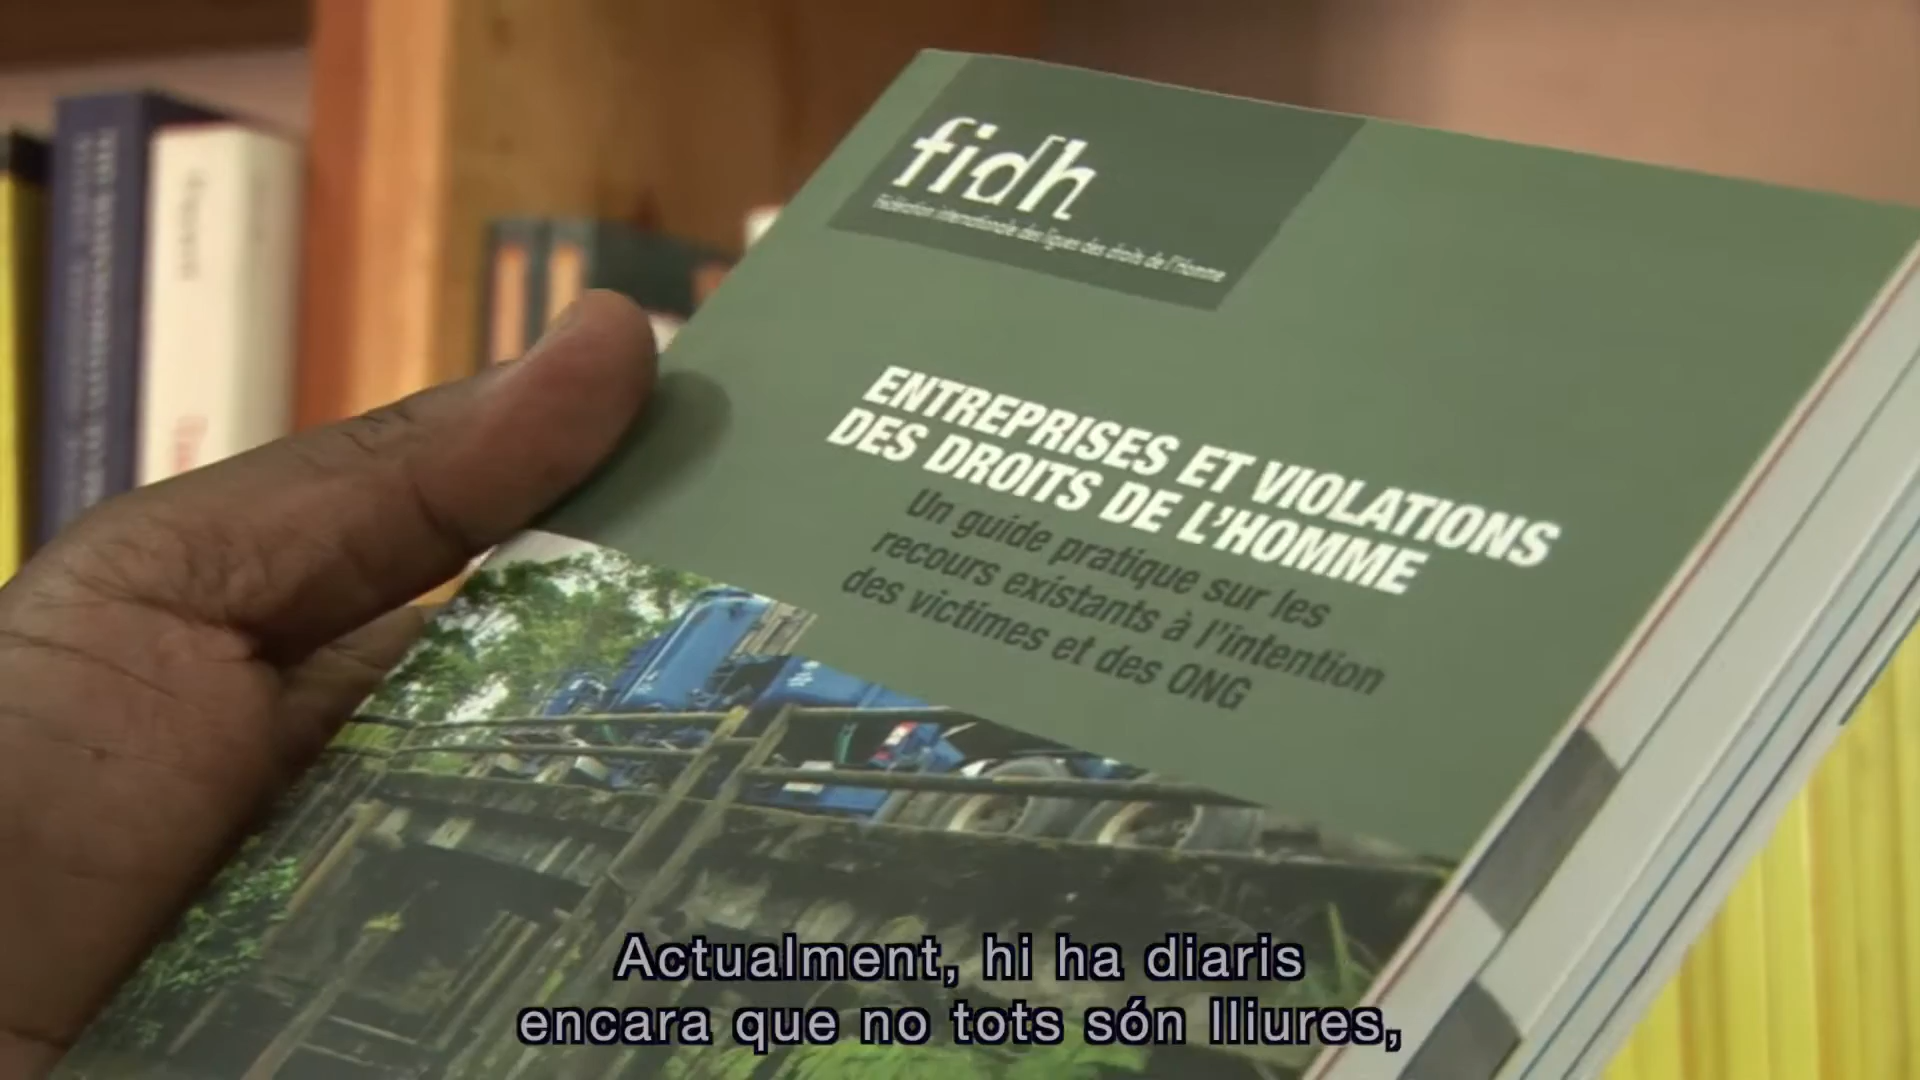 fidh
Fédération internationale des ligues des droits de l'Homme
ENTREPRISES ET VIOLATIONS
DES DROITS DE L'HOMME
Un guide pratique sur les
recours existants à l'intention
des victimes et des ONG
Actualment, hi ha diaris
encara que no tots són lliures,